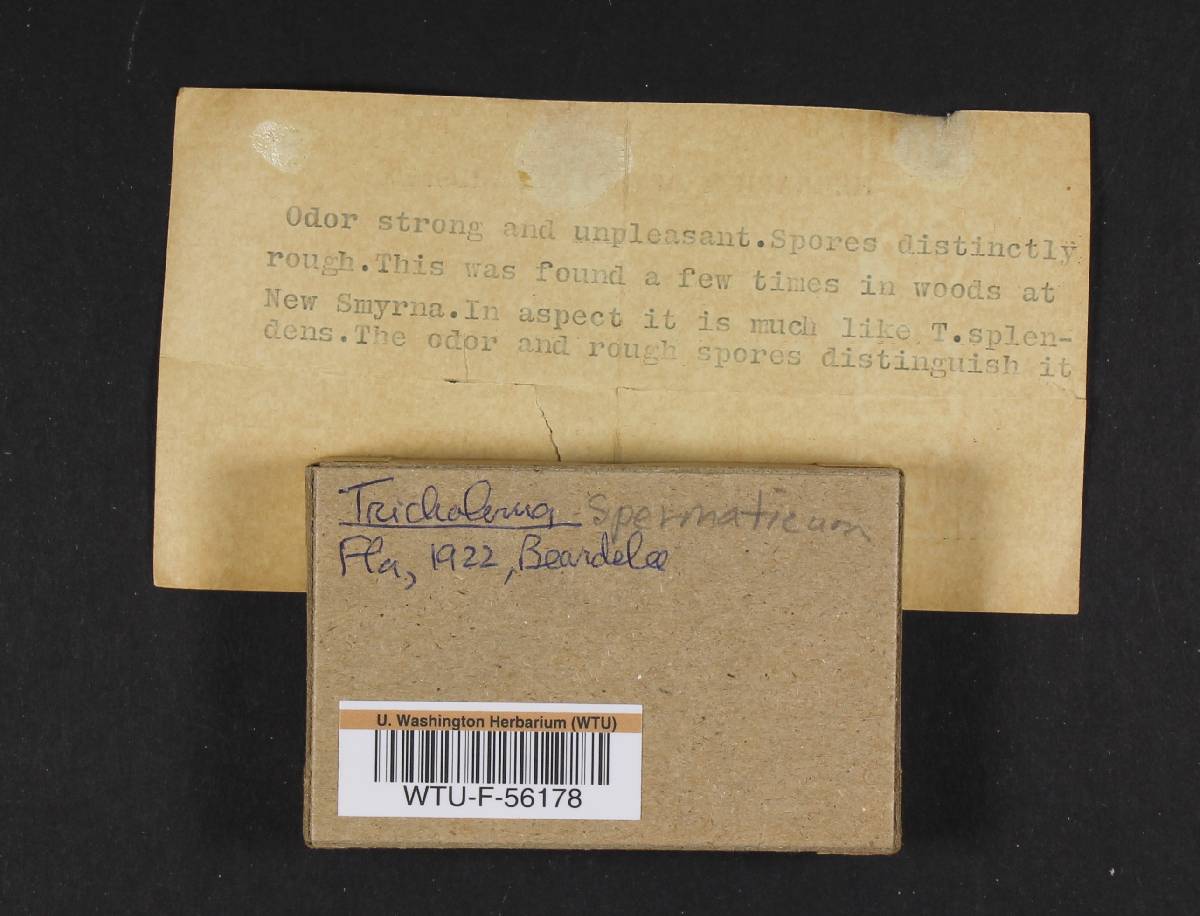 Odor strong and unpleasant.Spores distinctly
rough.This was found a few times in woods at
New Smyrna.In aspect it is much like T.splen-
dens.The odor and rough spores distinguish it
Tricholoma Spermaticum
Fla, 1922, Beardslee
U. Washington Herbarium (WTU)
WTU-F-56178